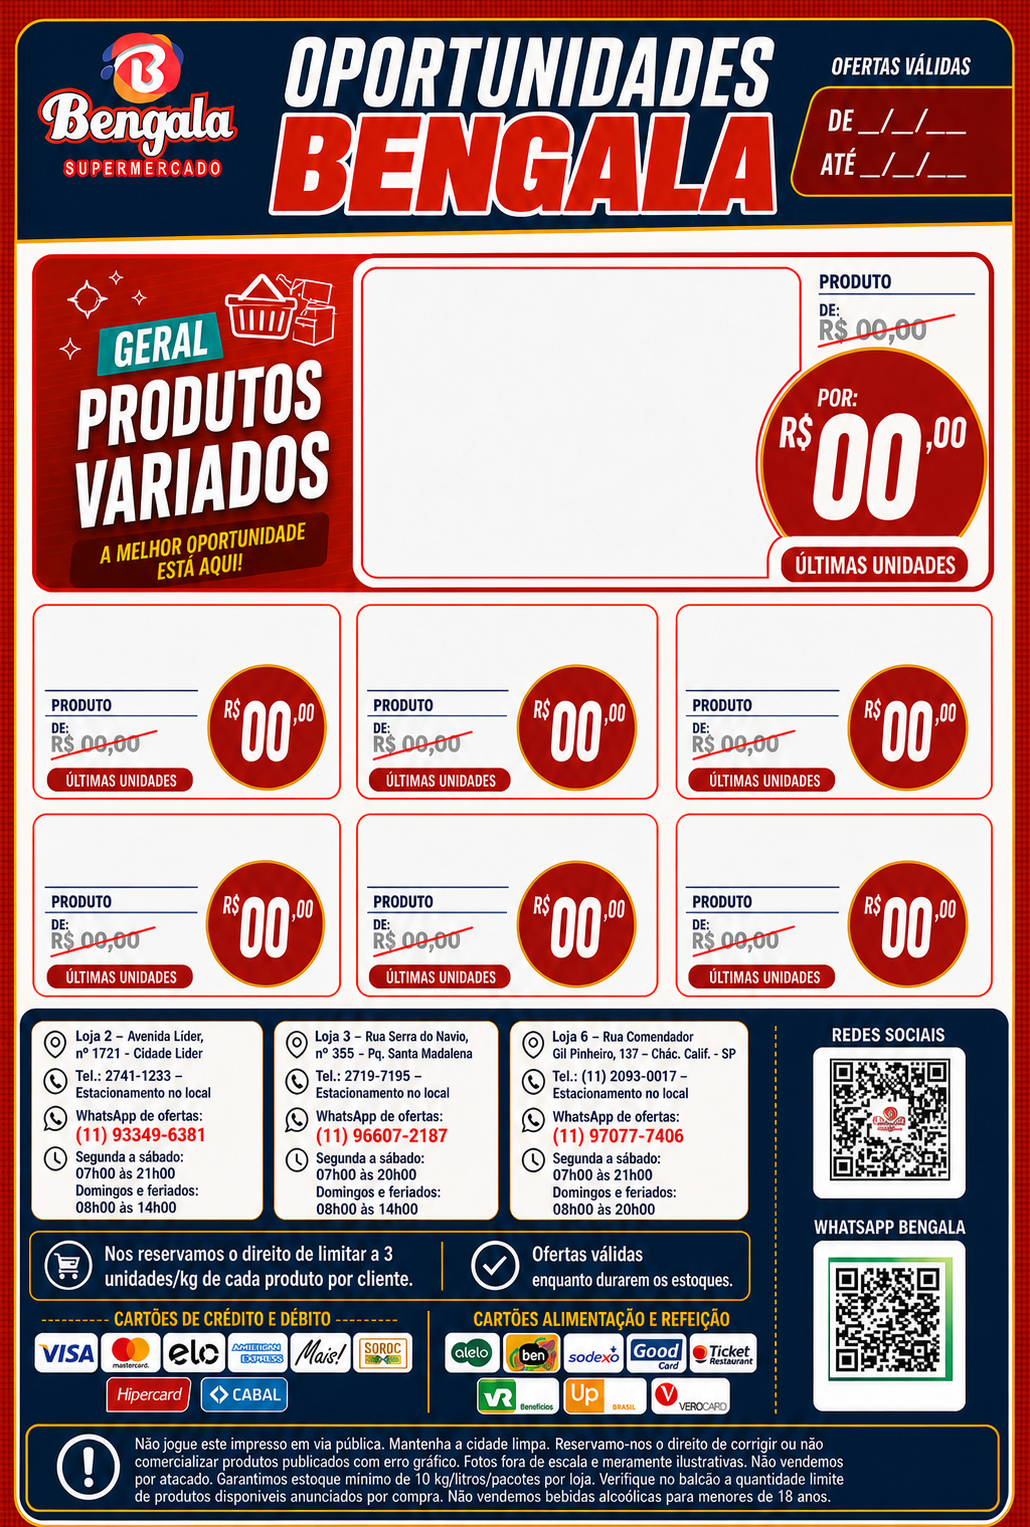 Bengala
SUPERMERCADO
OPORTUNIDADES
BENGALA
OFERTAS VÁLIDAS
DE __/__/__
ATÉ __/__/__
GERAL
PRODUTOS
VARIADOS
A MELHOR OPORTUNIDADE
ESTÁ AQUI!
PRODUTO
DE:
R$ 00,00
POR:
R$ 00,00
ÚLTIMAS UNIDADES
PRODUTO
DE:
R$ 00,00
R$ 00,00
ÚLTIMAS UNIDADES
PRODUTO
DE:
R$ 00,00
R$ 00,00
ÚLTIMAS UNIDADES
PRODUTO
DE:
R$ 00,00
R$ 00,00
ÚLTIMAS UNIDADES
PRODUTO
DE:
R$ 00,00
R$ 00,00
ÚLTIMAS UNIDADES
PRODUTO
DE:
R$ 00,00
R$ 00,00
ÚLTIMAS UNIDADES
PRODUTO
DE:
R$ 00,00
R$ 00,00
ÚLTIMAS UNIDADES
Loja 2 – Avenida Líder,
nº 1721 - Cidade Lider
Tel.: 2741-1233 –
Estacionamento no local
WhatsApp de ofertas:
(11) 93349-6381
Segunda a sábado:
07h00 às 21h00
Domingos e feriados:
08h00 às 14h00
Loja 3 – Rua Serra do Navio,
nº 355 – Pq. Santa Madalena
Tel.: 2719-7195 –
Estacionamento no local
WhatsApp de ofertas:
(11) 96607-2187
Segunda a sábado:
07h00 às 20h00
Domingos e feriados:
08h00 às 14h00
Loja 6 – Rua Comendador
Gil Pinheiro, 137 – Chác. Calif. - SP
Tel.: (11) 2093-0017 –
Estacionamento no local
WhatsApp de ofertas:
(11) 97077-7406
Segunda a sábado:
07h00 às 21h00
Domingos e feriados:
08h00 às 20h00
REDES SOCIAIS
WHATSAPP BENGALA
Nos reservamos o direito de limitar a 3
unidades/kg de cada produto por cliente.
Ofertas válidas
enquanto durarem os estoques.
CARTÕES DE CRÉDITO E DÉBITO
VISA
mastercard.
elo
AMERICAN
EXPRESS
Mais!
SOROC
Hipercard
CABAL
CARTÕES ALIMENTAÇÃO E REFEIÇÃO
alelo
ben
sodexo
Good
Card
Ticket
Restaurant
VR
Benefícios
Up
BRASIL
V
VEROCARD
Não jogue este impresso em via pública. Mantenha a cidade limpa. Reservamo-nos o direito de corrigir ou não
comercializar produtos publicados com erro gráfico. Fotos fora de escala e meramente ilustrativas. Não vendemos
por atacado. Garantimos estoque mínimo de 10 kg/litros/pacotes por loja. Verifique no balcão a quantidade limite
de produtos disponiveis anunciados por compra. Não vendemos bebidas alcoólicas para menores de 18 anos.